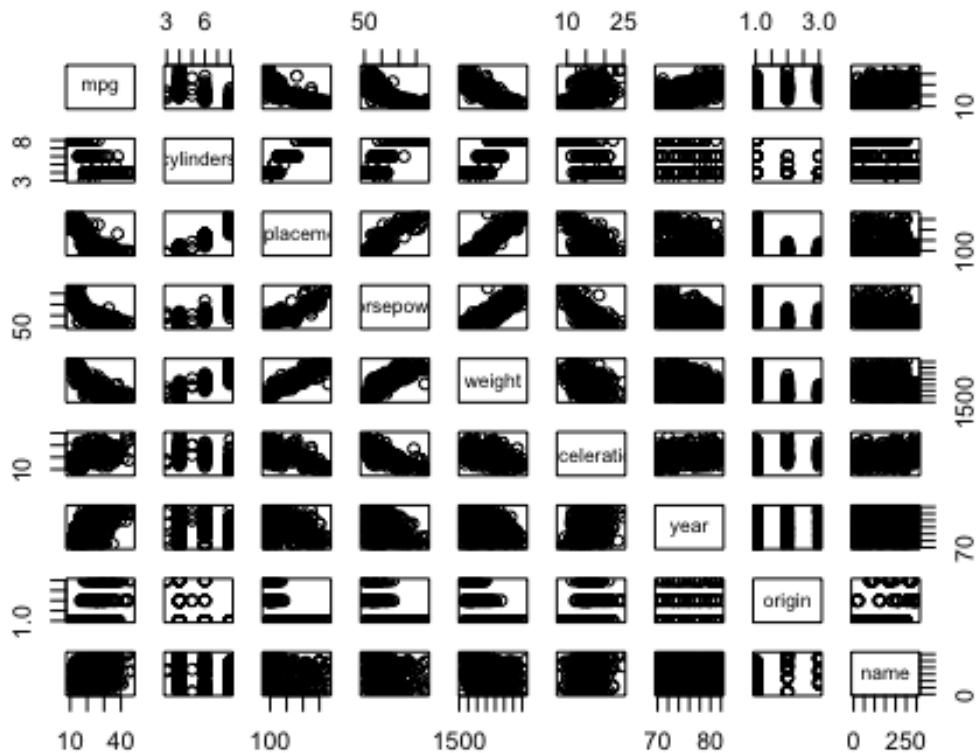 3 6 50 10 25 1.0 3.0
mpg 10
3 8 cylinders
placeme 100
50 rsepow
weight 1500
10 celerati
year 70
1.0 origin
name 0
10 40 100 1500 70 80 0 250